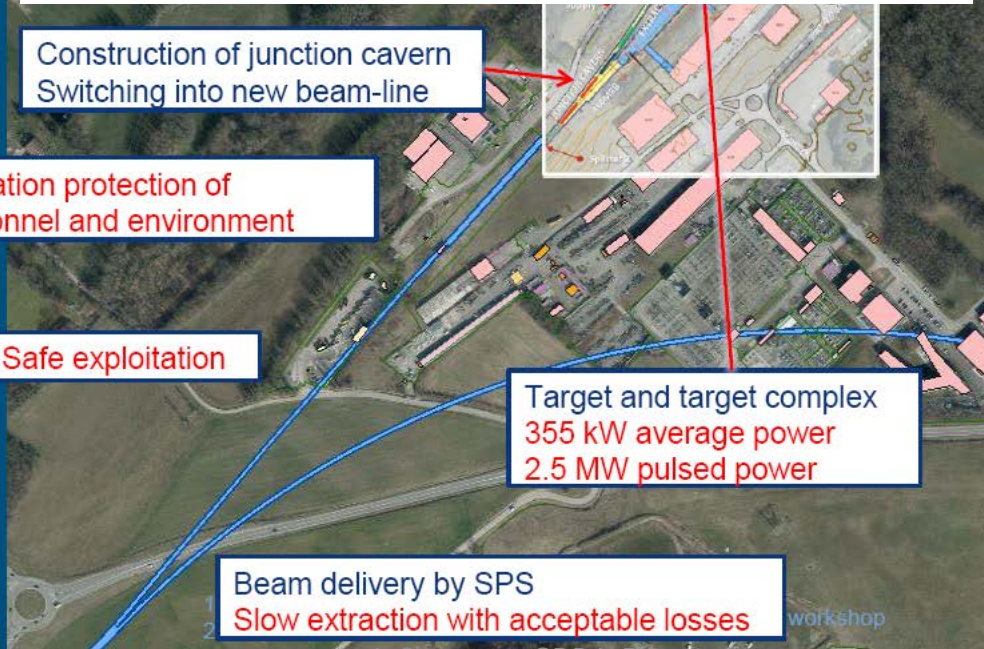 Construction of junction cavern
Switching into new beam-line
ation protection of
onnel and environment
Safe exploitation
Target and target complex
355 kW average power
2.5 MW pulsed power
Beam delivery by SPS
Slow extraction with acceptable losses
workshop